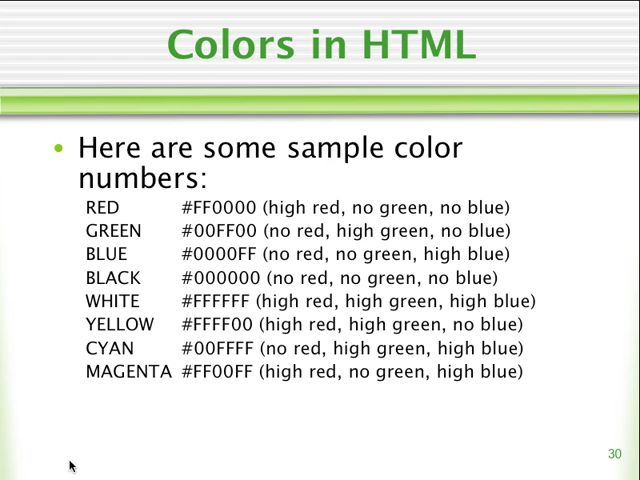 Colors in HTML
• Here are some sample color
numbers:
RED #FF0000 (high red, no green, no blue)
GREEN #00FF00 (no red, high green, no blue)
BLUE #0000FF (no red, no green, high blue)
BLACK #000000 (no red, no green, no blue)
WHITE #FFFFFF (high red, high green, high blue)
YELLOW #FFFF00 (high red, high green, no blue)
CYAN #00FFFF (no red, high green, high blue)
MAGENTA #FF00FF (high red, no green, high blue)
30